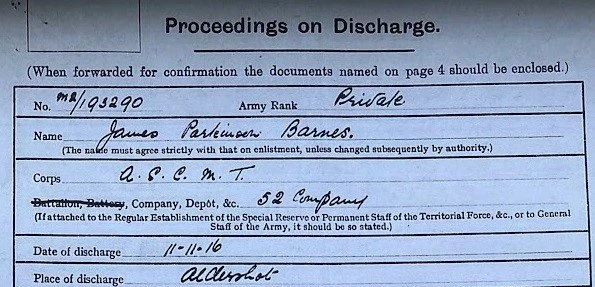 Proceedings on Discharge.
(When forwarded for confirmation the documents named on page 4 should be enclosed.)
No. M2/193290 Army Rank Private
Name James Parkinson Barnes.
(The name must agree strictly with that on enlistment, unless changed subsequently by authority.)
Corps A. S. C. M. T.
Battalion, Battery, Company, Depôt, &c. 52 Company
(If attached to the Regular Establishment of the Special Reserve or Permanent Staff of the Territorial Force, &c., or to General
Staff of the Army, it should be so stated.)
Date of discharge 11-11-16
Place of discharge Aldershot